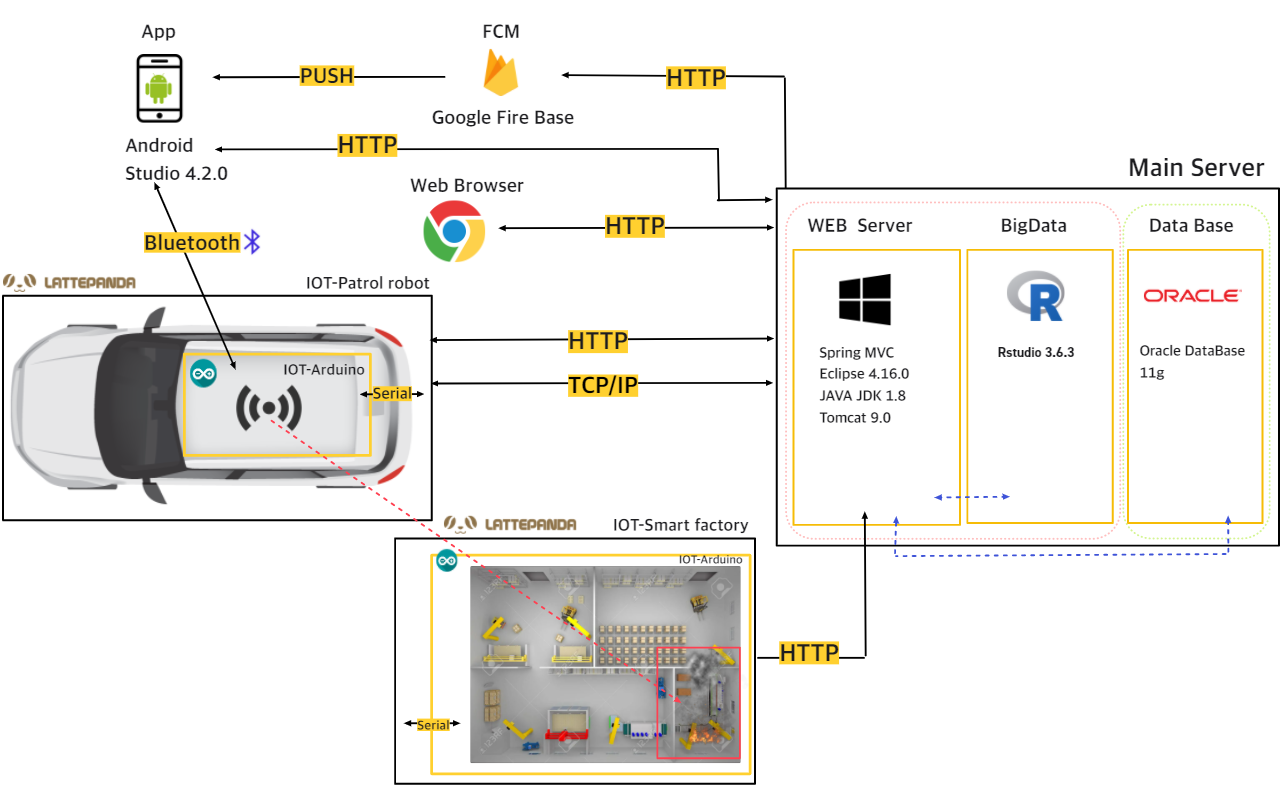 App
FCM
PUSH
HTTP
Google Fire Base
Android
Studio 4.2.0
HTTP
Web Browser
HTTP
Bluetooth
Main Server
WEB Server
BigData
Data Base
ORACLE
Spring MVC
Eclipse 4.16.0
JAVA JDK 1.8
Tomcat 9.0
Rstudio 3.6.3
Oracle DataBase
11g
LATTEPANDA
IOT-Patrol robot
IOT-Arduino
Serial
HTTP
TCP/IP
LATTEPANDA
IOT-Smart factory
IOT-Arduino
Serial
HTTP